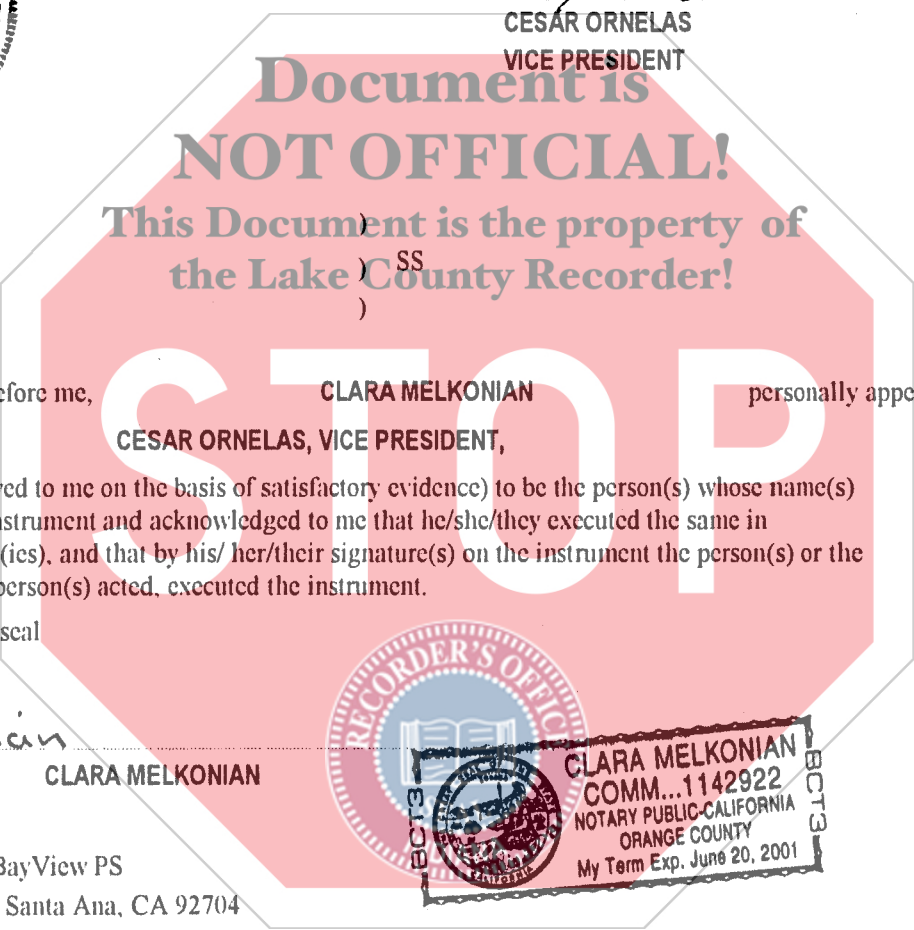 CESAR ORNELAS
VICE PRESIDENT
Document is
NOT OFFICIAL!
This Document is the property of
the Lake County Recorder!
)
) SS
)
STOP
efore me, CLARA MELKONIAN personally appe
CESAR ORNELAS, VICE PRESIDENT,
ed to me on the basis of satisfactory evidence) to be the person(s) whose name(s)
nstrument and acknowledged to me that he/she/they executed the same in
(ies), and that by his/ her/their signature(s) on the instrument the person(s) or the
person(s) acted, executed the instrument.
seal
RECORDER'S OFFICE
CLARA MELKONIAN
BCT3
CLARA MELKONIAN
COMM...1142922
NOTARY PUBLIC-CALIFORNIA
ORANGE COUNTY
My Term Exp. June 20, 2001
BCT3
BayView PS
Santa Ana, CA 92704